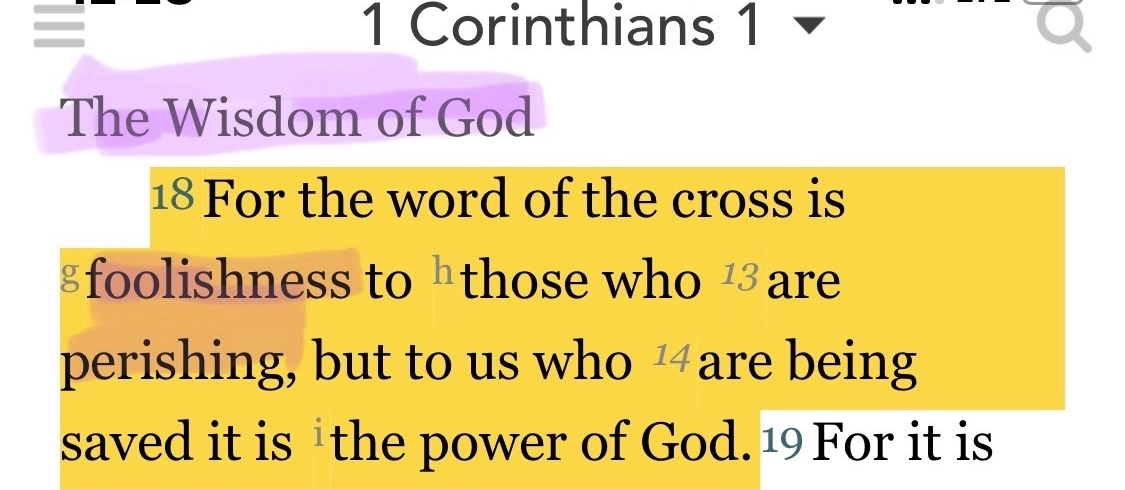 1 Corinthians 1
The Wisdom of God
18 For the word of the cross is
g foolishness to h those who 13 are
perishing, but to us who 14 are being
saved it is i the power of God. 19 For it is